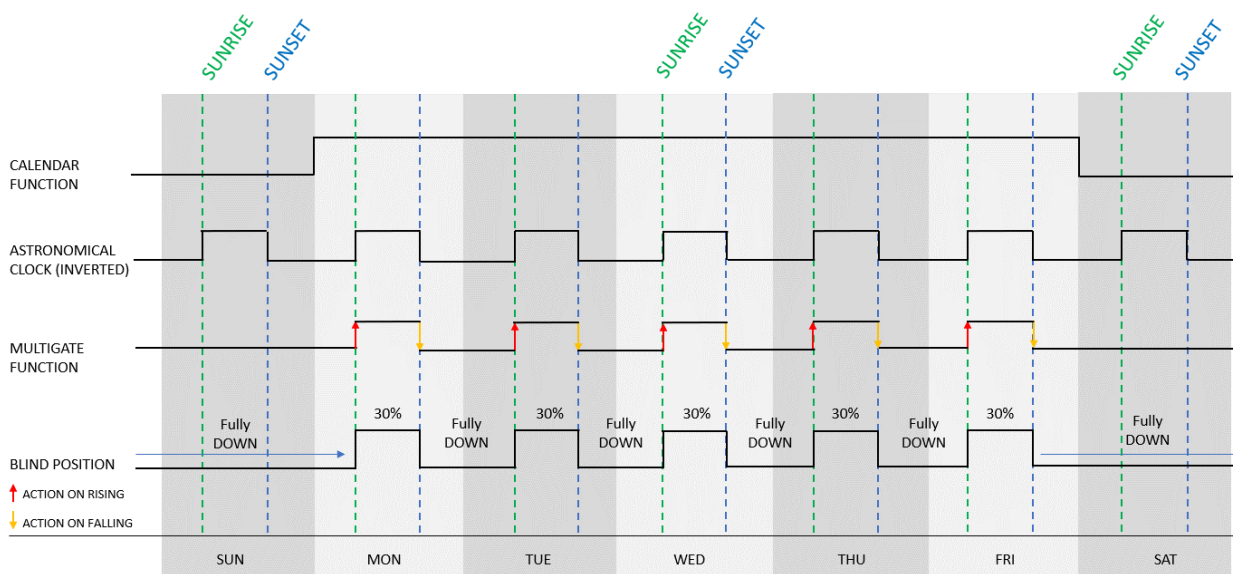 SUNRISE
SUNSET
SUNRISE
SUNSET
SUNRISE
SUNSET
CALENDAR
FUNCTION
ASTRONOMICAL
CLOCK (INVERTED)
MULTIGATE
FUNCTION
Fully
DOWN
30%
Fully
DOWN
30%
Fully
DOWN
30%
Fully
DOWN
30%
Fully
DOWN
30%
Fully
DOWN
BLIND POSITION
ACTION ON RISING
ACTION ON FALLING
SUN
MON
TUE
WED
THU
FRI
SAT